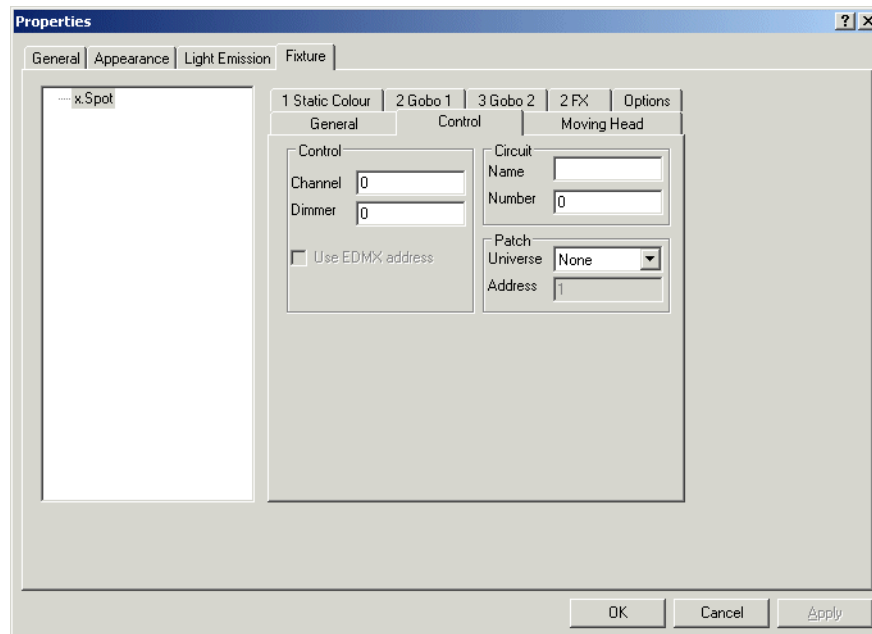 Properties
General Appearance Light Emission Fixture
x.Spot
1 Static Colour 2 Gobo 1 3 Gobo 2 2 FX Options
General Control Moving Head
Control
Channel 0
Dimmer 0
Use EDMX address
Circuit
Name
Number 0
Patch
Universe None
Address 1
OK Cancel Apply